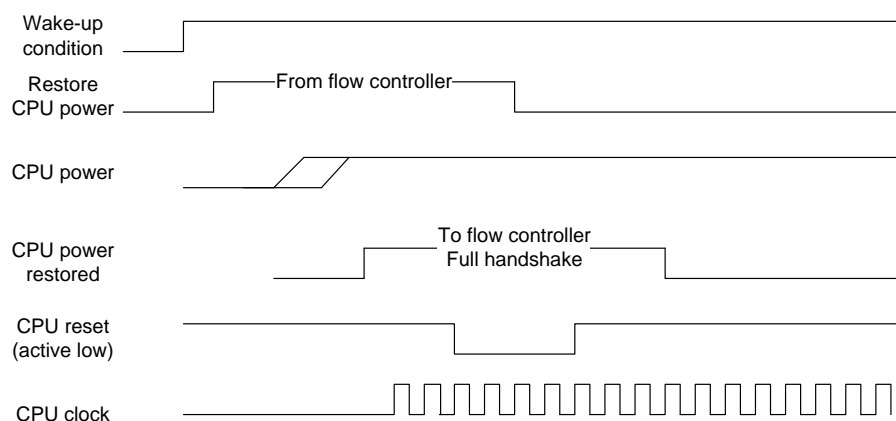 Wake-up
condition
Restore
CPU power
From flow controller
CPU power
CPU power
restored
To flow controller
Full handshake
CPU reset
(active low)
CPU clock